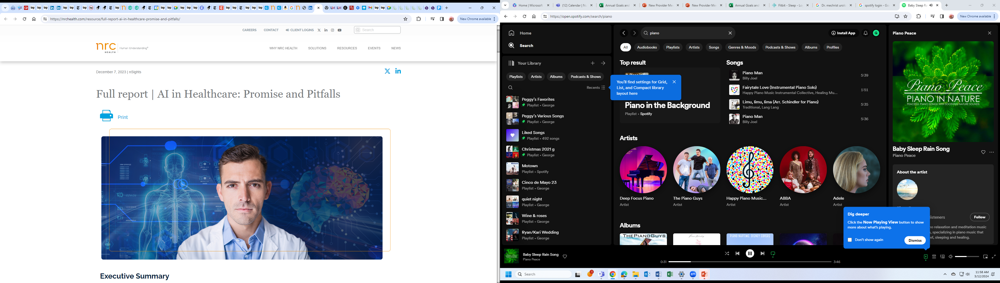 https://nrchealth.com/resource/full-report-ai-in-healthcare-promise-and-pitfalls/
New Chrome available
CAREERS
CONTACT
CLIENT LOGINS
Search
nrc
HEALTH
Human Understanding®
WHY NRC HEALTH
SOLUTIONS
RESOURCES
EVENTS
NEWS
December 7, 2023 | nSights
Full report | AI in Healthcare: Promise and Pitfalls
Print
Executive Summary
Home | Microsoft
(12) Calendar | Nu
Annual Goals and
New Provider Me
New Provider Me
Annual Goals and
Fitbit - Sleep - Lo
Dr. mechrist urolo
spotify login - Go
Baby Sleep Ra
https://open.spotify.com/search/piano
New Chrome available
Home
Search
Your Library
Playlists
Artists
Albums
Podcasts & Shows
Recents
Peggy's Favorites
Playlist • George
Peggy's Various Songs
Playlist • George
Liked Songs
Playlist • 492 songs
Christmas 2021 g
Playlist • George
Motown
Playlist • Spotify
Cinco de Mayo 23
Playlist • George
quiet night
Playlist • George
Wine & roses
Playlist • George
Ryan/Kari Wedding
Playlist • George
piano
Install App
G
All
Audiobooks
Playlists
Artists
Songs
Genres & Moods
Podcasts & Shows
Albums
Profiles
Top result
You'll find settings for Grid,
List, and Compact library
layout here
Piano in the Background
Playlist • Spotify
Songs
Piano Man
Billy Joel
5:39
Fairytale Love (Instrumental Piano Solo)
Happy Piano Music Instrumental Collective, Healing Mu...
1:51
Limu, limu, lima (Arr. Schindler for Piano)
Traditional, Lang Lang
5:35
Piano Man
Billy Joel
5:36
Artists
Deep Focus Piano
Artist
The Piano Guys
Artist
Happy Piano Music...
Artist
ABBA
Artist
Adele
Artist
Albums
THEPIANOGUYS
Piano Worship
PIANO NAPTIME: DISNEY COVERS
Piano Peace
Piano Peace
PIANO IN NATURE
PEACEFUL PIANO SONGS WITH SOOTHING NATURE SOUNDS
Baby Sleep Rain Song
Piano Peace
About the artist
listeners
Follow
no relaxation and meditation music
, specializing in piano music that
ef, sleeping and healing.
Dig deeper
Click the Now Playing View button to show
more about what's playing.
Don't show again
Dismiss
Baby Sleep Rain Song
Piano Peace
0:31
3:46
Search
11:58 AM
3/12/2024